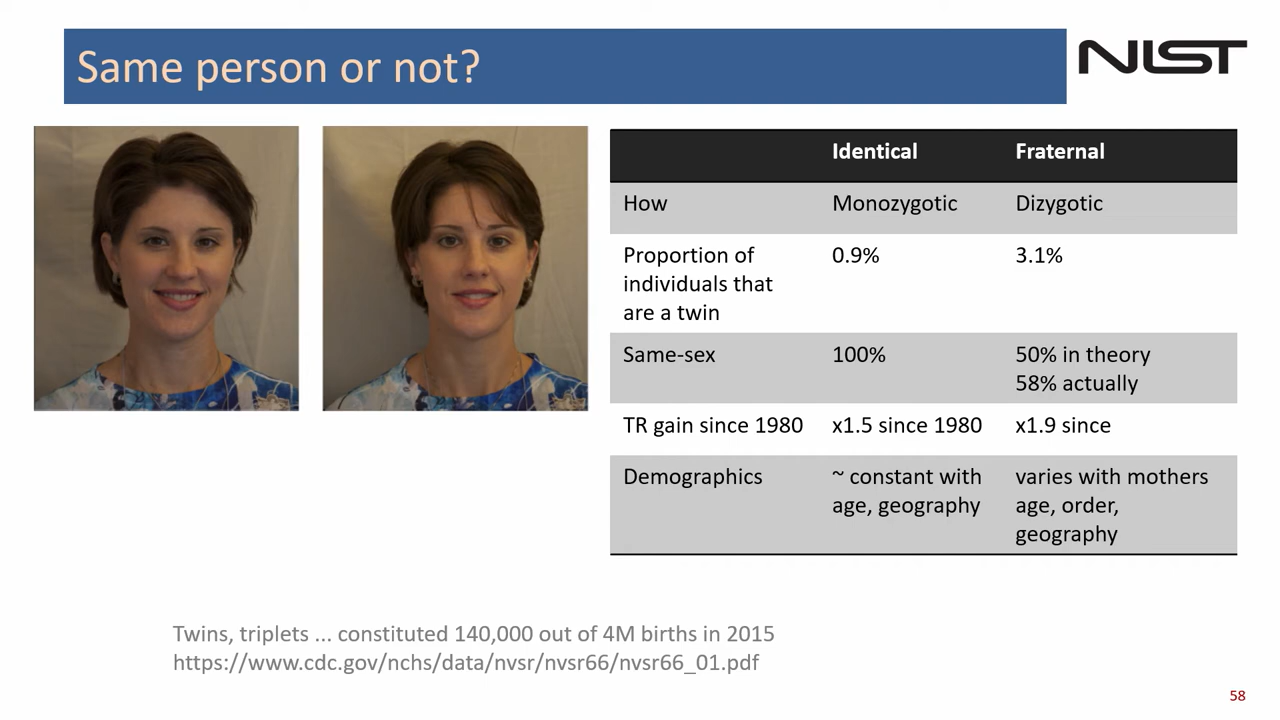 Same person or not?
NIST
Identical Fraternal
How Monozygotic Dizygotic
Proportion of 0.9% 3.1%
individuals that
are a twin
Same-sex 100% 50% in theory
58% actually
TR gain since 1980 x1.5 since 1980 x1.9 since
Demographics ~ constant with varies with mothers
age, geography age, order,
geography
Twins, triplets ... constituted 140,000 out of 4M births in 2015
https://www.cdc.gov/nchs/data/nvsr/nvsr66/nvsr66_01.pdf
58